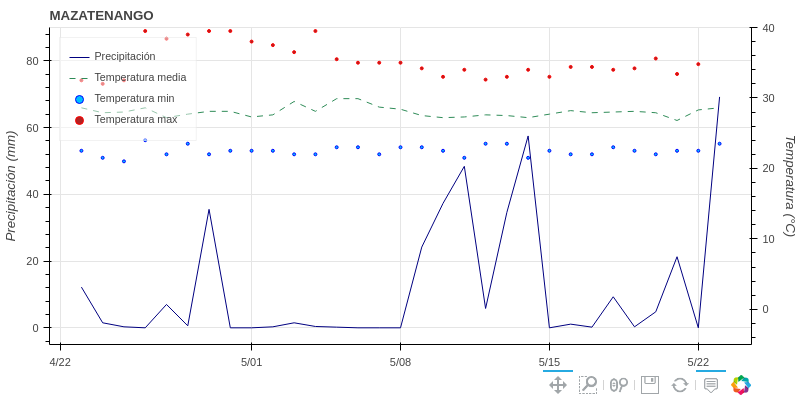 MAZATENANGO
Precipitación
Temperatura media
Temperatura min
Temperatura max
80
60
40
20
0
Precipitación (mm)
40
30
20
10
0
Temperatura (°C)
4/22
5/01
5/08
5/15
5/22